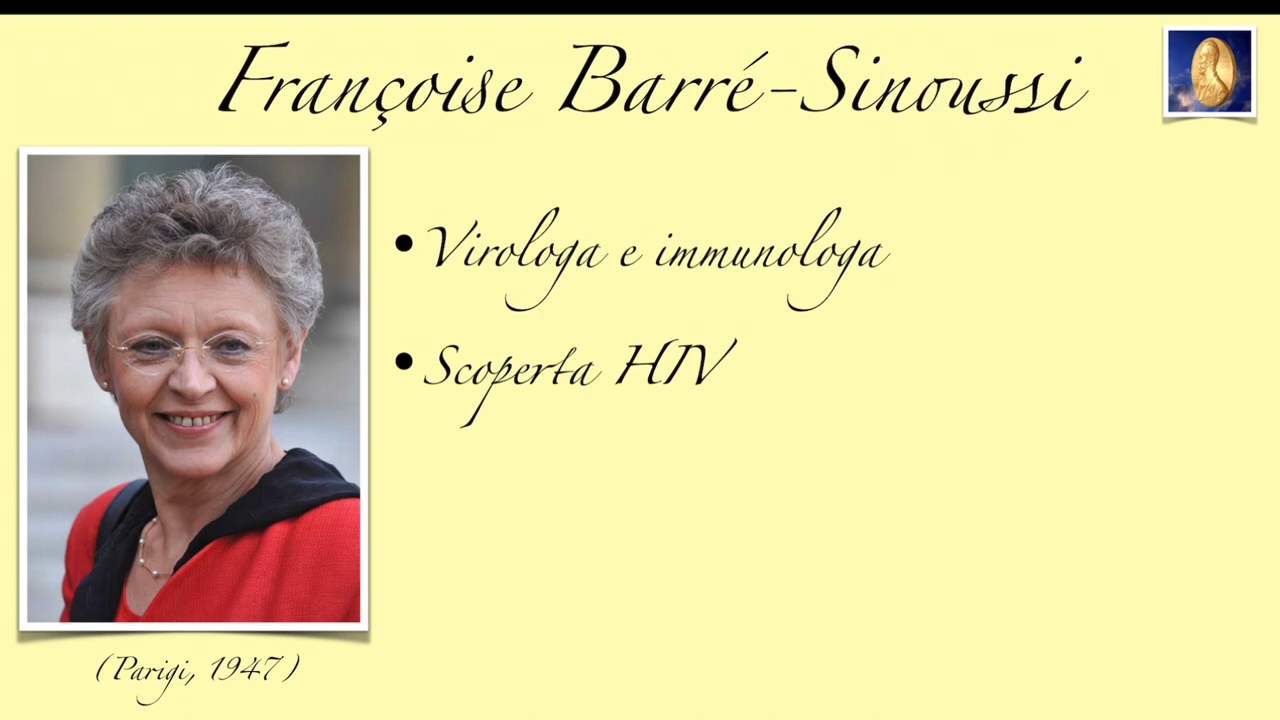 Françoise Barré-Sinoussi
• Virologa e immunologa
• Scoperta HIV
(Parigi, 1947)